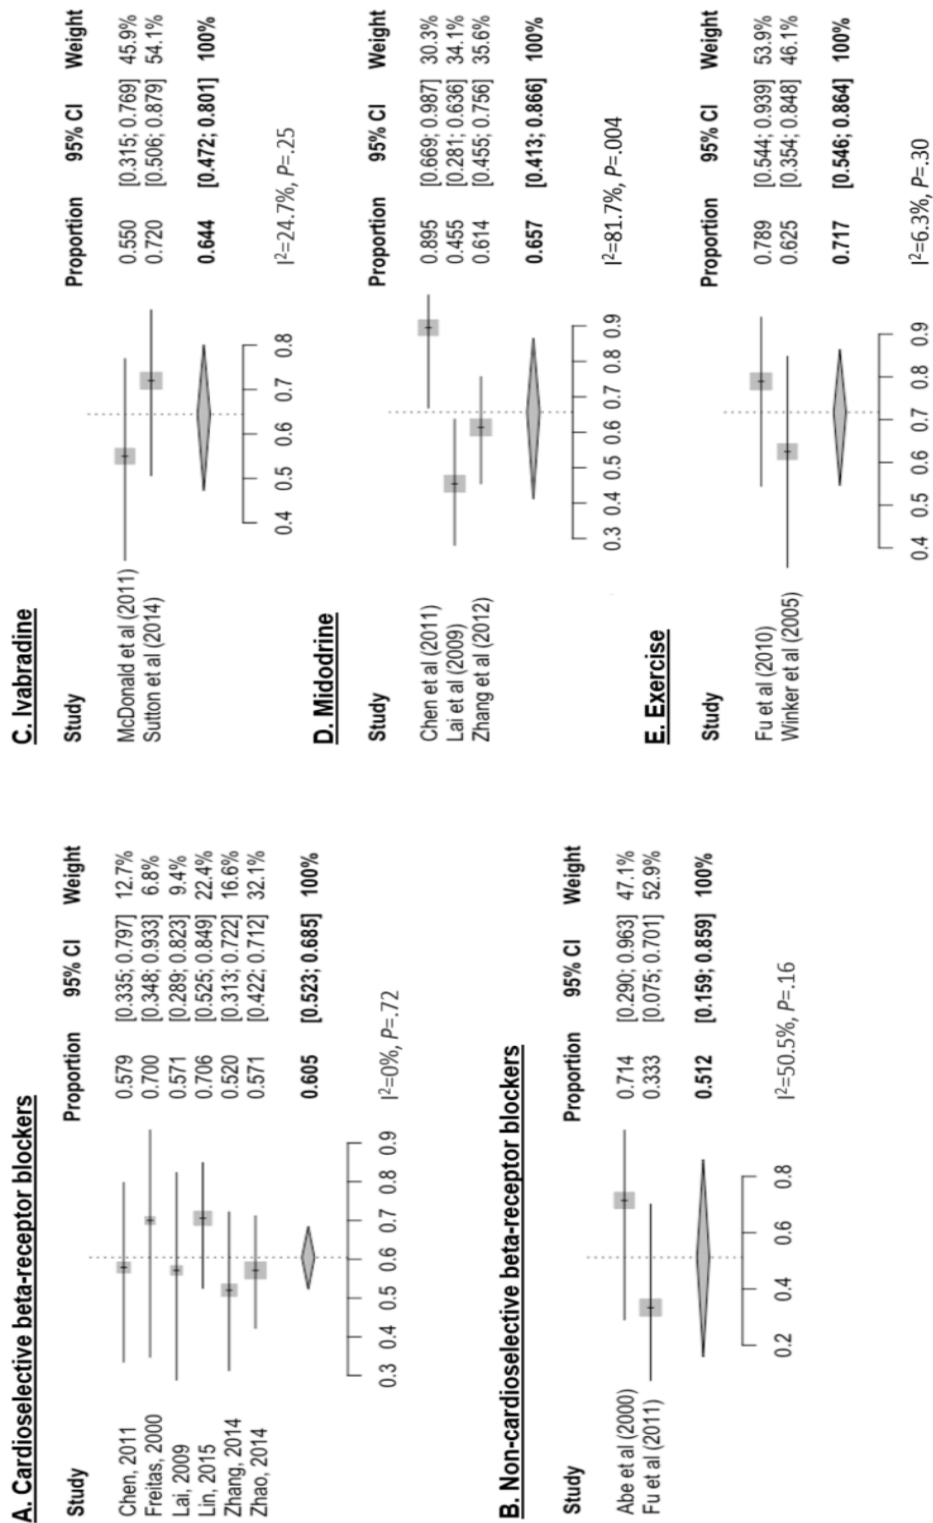 A. Cardioselective beta-receptor blockers
Study Proportion 95% CI Weight
Chen, 2011 0.579 [0.335; 0.797] 12.7%
Freitas, 2000 0.700 [0.348; 0.933] 6.8%
Lai, 2009 0.571 [0.289; 0.823] 9.4%
Lin, 2015 0.706 [0.525; 0.849] 22.4%
Zhang, 2014 0.520 [0.313; 0.722] 16.6%
Zhao, 2014 0.571 [0.422; 0.712] 32.1%
0.605 [0.523; 0.685] 100%
0.3 0.4 0.5 0.6 0.7 0.8 0.9 I²=0%, P=.72
B. Non-cardioselective beta-receptor blockers
Study Proportion 95% CI Weight
Abe et al (2000) 0.714 [0.290; 0.963] 47.1%
Fu et al (2011) 0.333 [0.075; 0.701] 52.9%
0.512 [0.159; 0.859] 100%
0.2 0.4 0.6 0.8 I²=50.5%, P=.16
C. Ivabradine
Study Proportion 95% CI Weight
McDonald et al (2011) 0.550 [0.315; 0.769] 45.9%
Sutton et al (2014) 0.720 [0.506; 0.879] 54.1%
0.644 [0.472; 0.801] 100%
0.4 0.5 0.6 0.7 0.8 I²=24.7%, P=.25
D. Midodrine
Study Proportion 95% CI Weight
Chen et al (2011) 0.895 [0.669; 0.987] 30.3%
Lai et al (2009) 0.455 [0.281; 0.636] 34.1%
Zhang et al (2012) 0.614 [0.455; 0.756] 35.6%
0.657 [0.413; 0.866] 100%
0.3 0.4 0.5 0.6 0.7 0.8 0.9 I²=81.7%, P=.004
E. Exercise
Study Proportion 95% CI Weight
Fu et al (2010) 0.789 [0.544; 0.939] 53.9%
Winker et al (2005) 0.625 [0.354; 0.848] 46.1%
0.717 [0.546; 0.864] 100%
0.4 0.5 0.6 0.7 0.8 0.9 I²=6.3%, P=.30